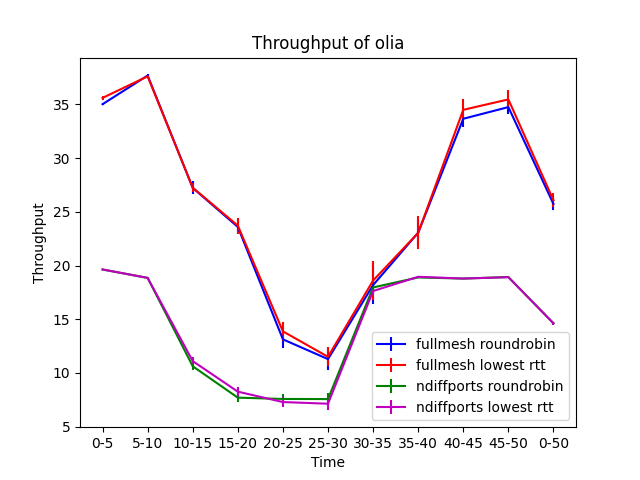 Throughput of olia
Throughput
35
30
25
20
15
10
5
fullmesh roundrobin
fullmesh lowest rtt
ndiffports roundrobin
ndiffports lowest rtt
0-5 5-10 10-15 15-20 20-25 25-30 30-35 35-40 40-45 45-50 0-50
Time